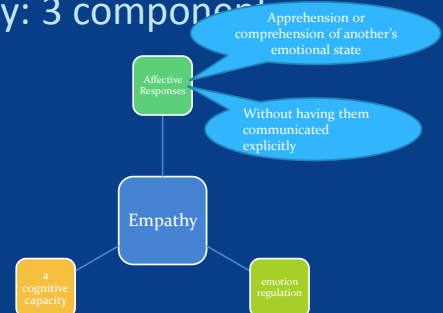 y: 3 component
Apprehension or
comprehension of another's
emotional state
Affective
Responses
Without having them
communicated
explicitly
Empathy
a
cognitive
capacity
emotion
regulation